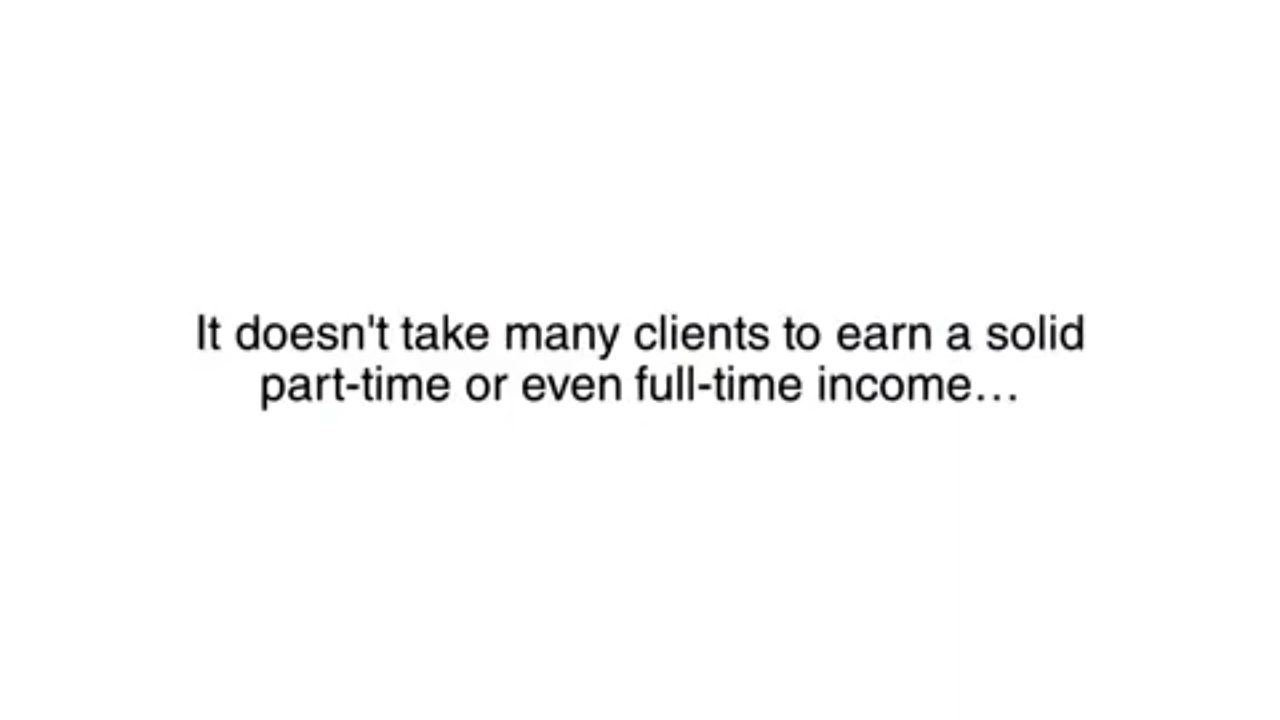 It doesn't take many clients to earn a solid
part-time or even full-time income…